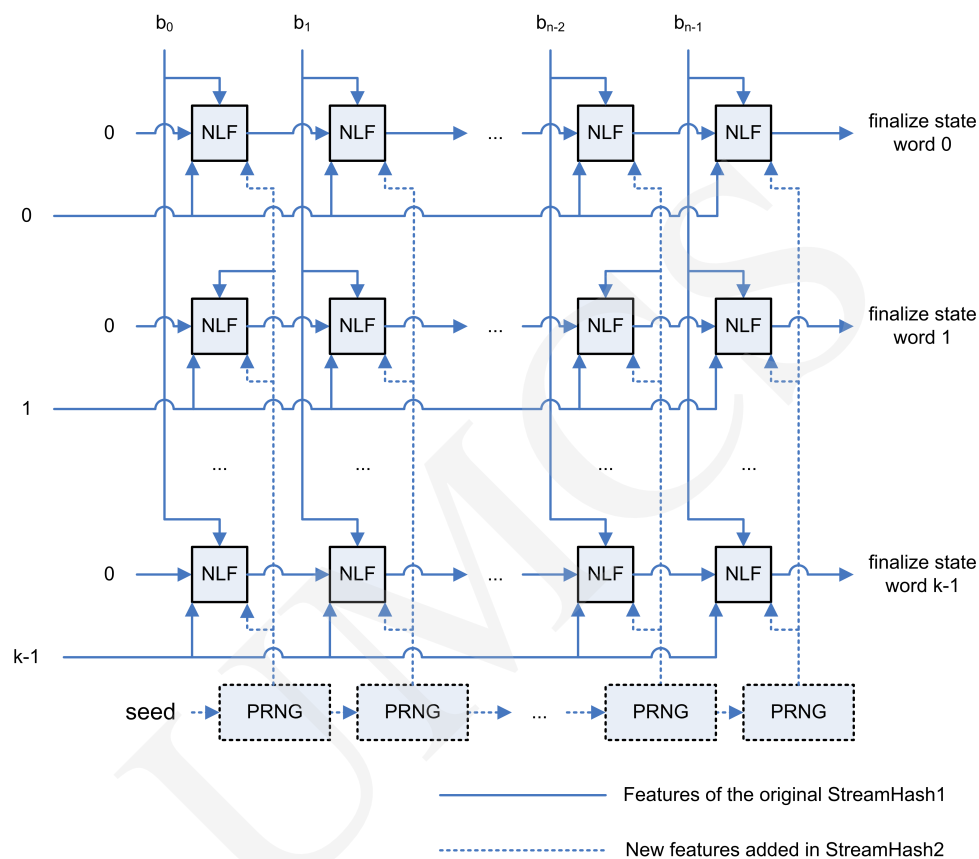 b0 b1 bn-2 bn-1
0 NLF NLF ... NLF NLF finalize state
word 0
0
0 NLF NLF ... NLF NLF finalize state
word 1
1
... ... ... ...
0 NLF NLF ... NLF NLF finalize state
word k-1
k-1
seed PRNG PRNG ... PRNG PRNG
Features of the original StreamHash1
New features added in StreamHash2
UMCS